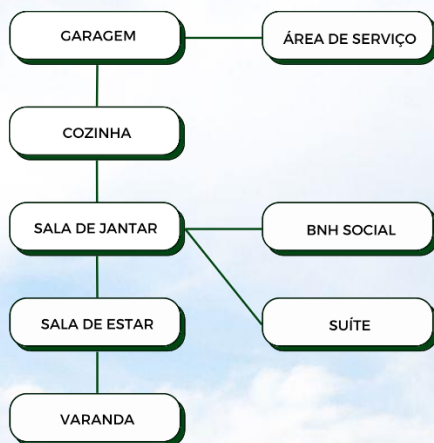 GARAGEM
ÁREA DE SERVIÇO
COZINHA
SALA DE JANTAR
BNH SOCIAL
SALA DE ESTAR
SUÍTE
VARANDA